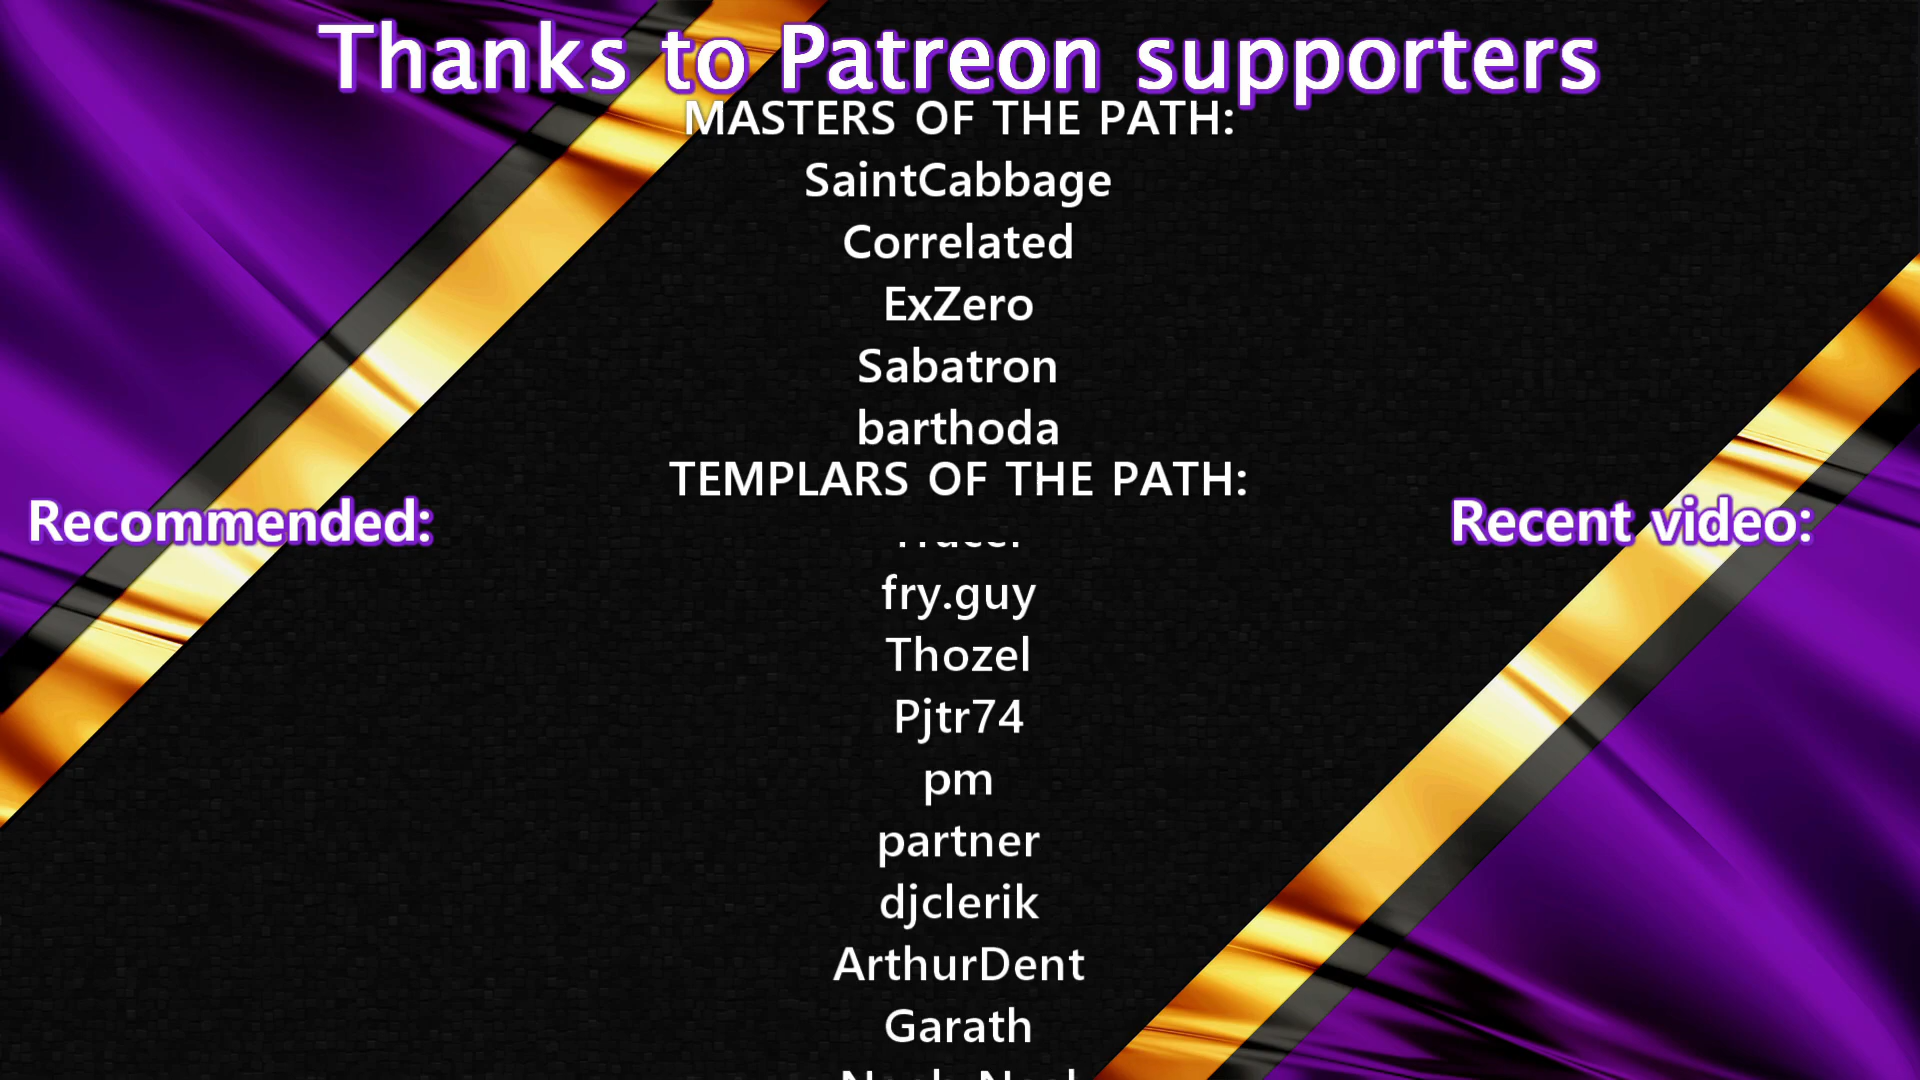 Thanks to Patreon supporters
MASTERS OF THE PATH:
SaintCabbage
Correlated
ExZero
Sabatron
barthoda
TEMPLARS OF THE PATH:
Recommended:
Recent video:
fry.guy
Thozel
Pjtr74
pm
partner
djclerik
ArthurDent
Garath